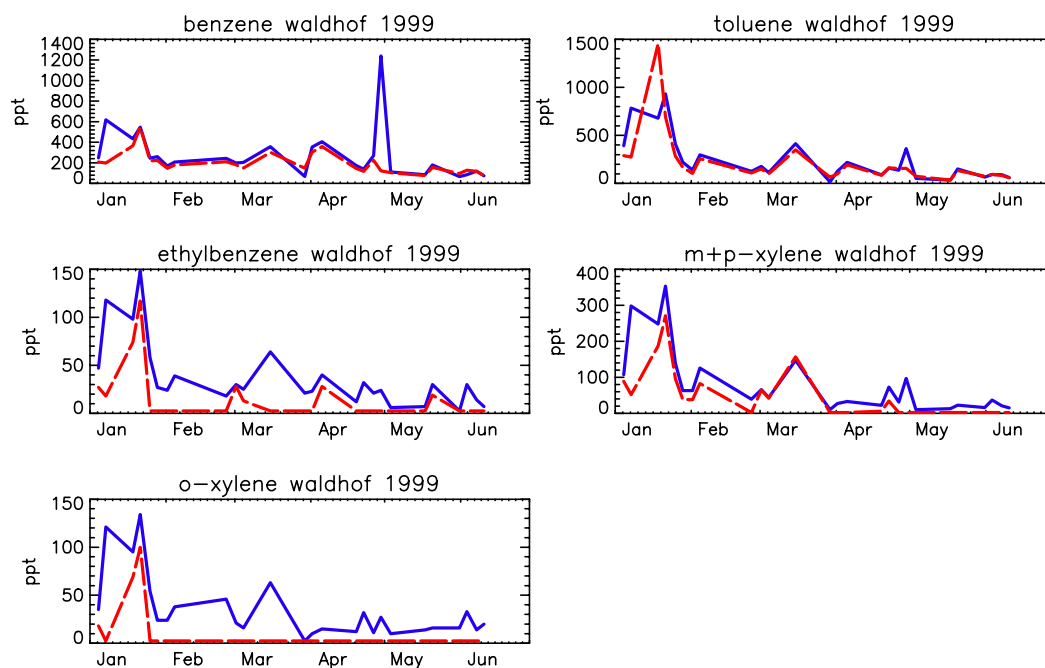 benzene waldhof 1999
1400
1200
1000
800
600
400
200
0
ppt
Jan Feb Mar Apr May Jun
toluene waldhof 1999
1500
1000
500
0
ppt
Jan Feb Mar Apr May Jun
ethylbenzene waldhof 1999
150
100
50
0
ppt
Jan Feb Mar Apr May Jun
m+p−xylene waldhof 1999
400
300
200
100
0
ppt
Jan Feb Mar Apr May Jun
o−xylene waldhof 1999
150
100
50
0
ppt
Jan Feb Mar Apr May Jun